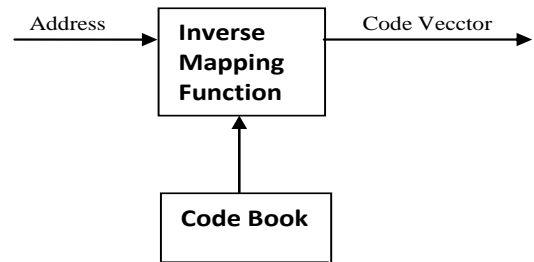 Address
Inverse
Mapping
Function
Code Vecctor
Code Book